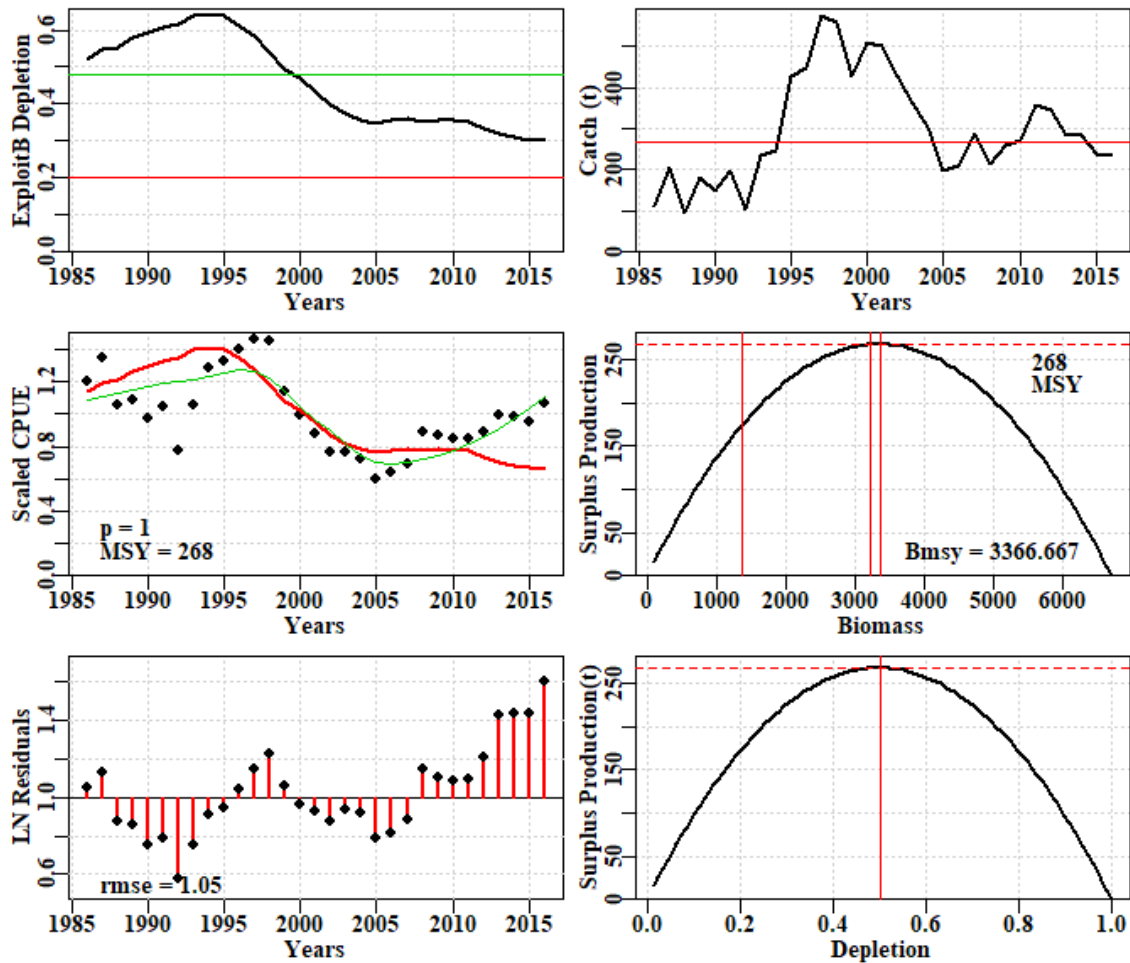 ExploitB Depletion
0.0 0.2 0.4 0.6
1985 1990 1995 2000 2005 2010 2015
Years
Catch (t)
0 200 400
1985 1990 1995 2000 2005 2010 2015
Years
Scaled CPUE
0.0 0.4 0.8 1.2
p = 1
MSY = 268
1985 1990 1995 2000 2005 2010 2015
Years
Surplus Production
0 50 150 250
268
MSY
Bmsy = 3366.667
0 1000 2000 3000 4000 5000 6000
Biomass
LN Residuals
0.6 1.0 1.4
rmse = 1.05
1985 1990 1995 2000 2005 2010 2015
Years
Surplus Production(t)
0 50 150 250
0.0 0.2 0.4 0.6 0.8 1.0
Depletion